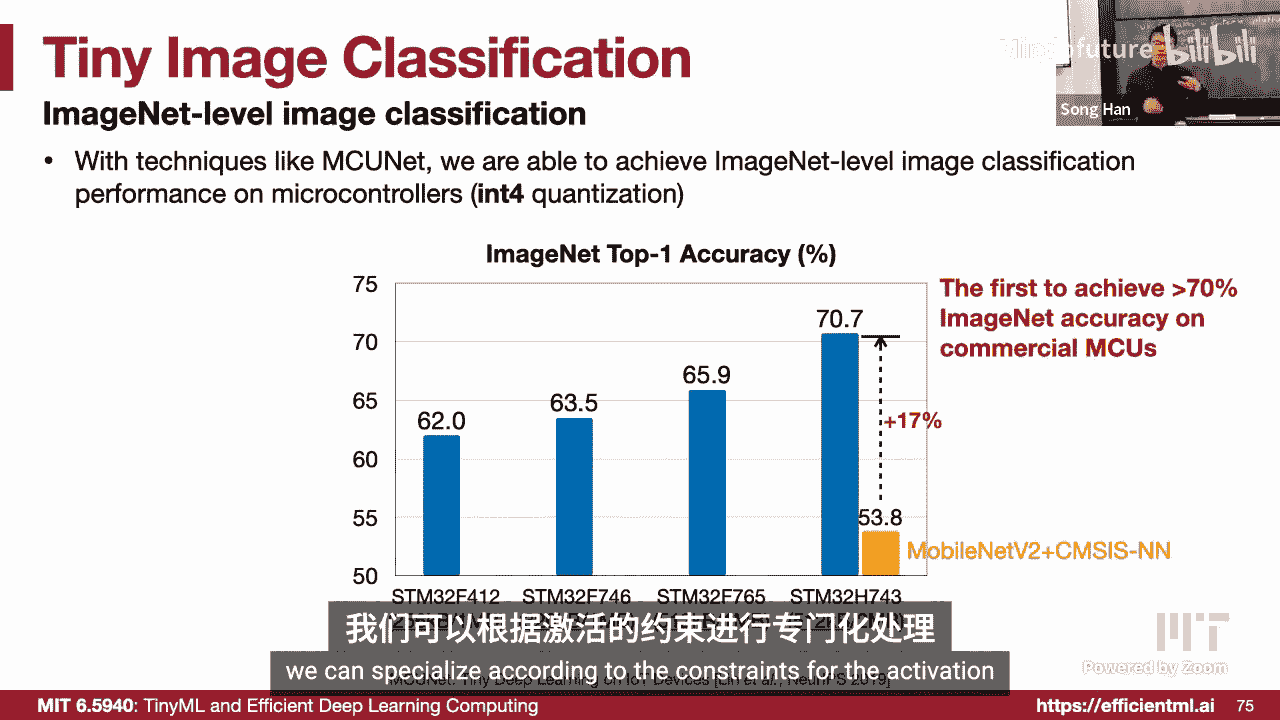 Tiny Image Classification
Mindofuture bilibili
Song Han
ImageNet-level image classification
• With techniques like MCUNet, we are able to achieve ImageNet-level image classification
performance on microcontrollers (int4 quantization)
ImageNet Top-1 Accuracy (%)
75
70
65
60
55
50
62.0
63.5
65.9
70.7
53.8
+17%
The first to achieve >70%
ImageNet accuracy on
commercial MCUs
MobileNetV2+CMSIS-NN
STM32F412 STM32F746 STM32F765 STM32H743
我们可以根据激活的约束进行专门化处理
we can specialize according to the constraints for the activation
MIT
Powered by Zoom
MIT 6.5940: TinyML and Efficient Deep Learning Computing
https://efficientml.ai 75